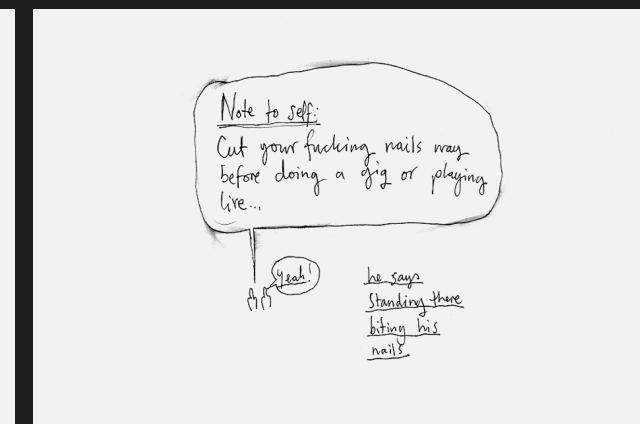 Note to self:
Cut your fucking nails way
before doing a gig or playing
live...
yeah!
he says
standing there
biting his
nails